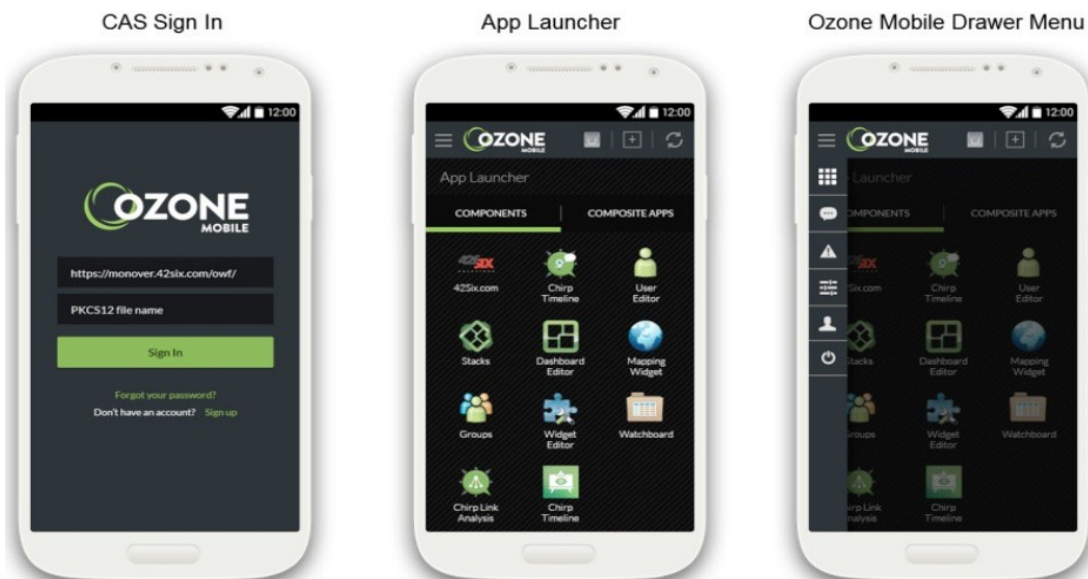 CAS Sign In
App Launcher
Ozone Mobile Drawer Menu
12:00
OZONE
MOBILE
https://monover.42six.com/owf/
PKCS12 file name
Sign In
Forgot your password?
Don't have an account? Sign up
12:00
OZONE
MOBILE
App Launcher
COMPONENTS
COMPOSITE APPS
42SIX
SOLUTIONS
42Six.com
Chirp
Timeline
User
Editor
Stacks
Dashboard
Editor
Mapping
Widget
Groups
Widget
Editor
Watchboard
Chirp Link
Analysis
Chirp
Timeline
12:00
OZONE
MOBILE
Launcher
OMPONENTS
COMPOSITE APPS
Six.com
Chirp
Timeline
User
Editor
tacks
Dashboard
Editor
Mapping
Widget
roups
Widget
Editor
Watchboard
irp Link
nalysis
Chirp
Timeline